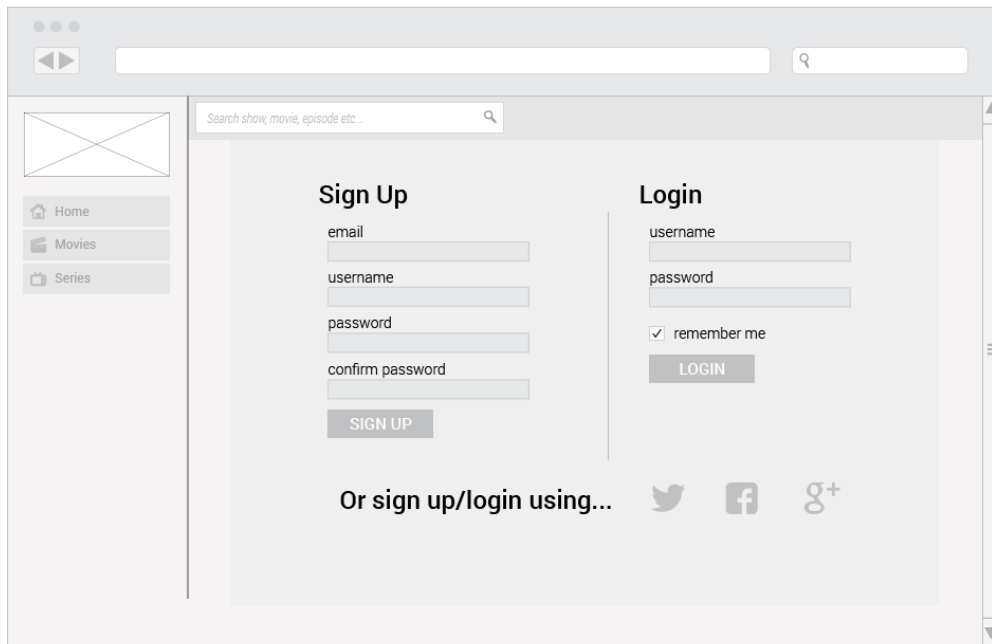 Search show, movie, episode etc...
Home
Movies
Series
Sign Up
email
username
password
confirm password
SIGN UP
Login
username
password
remember me
LOGIN
Or sign up/login using...
g+